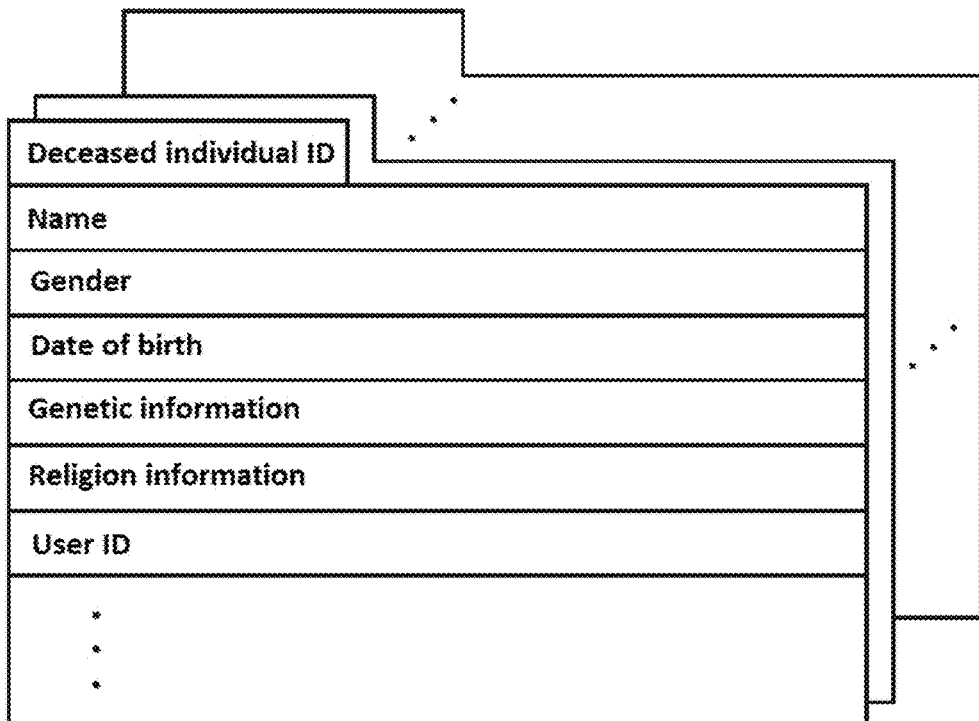 Deceased individual ID
Name
Gender
Date of birth
Genetic information
Religion information
User ID